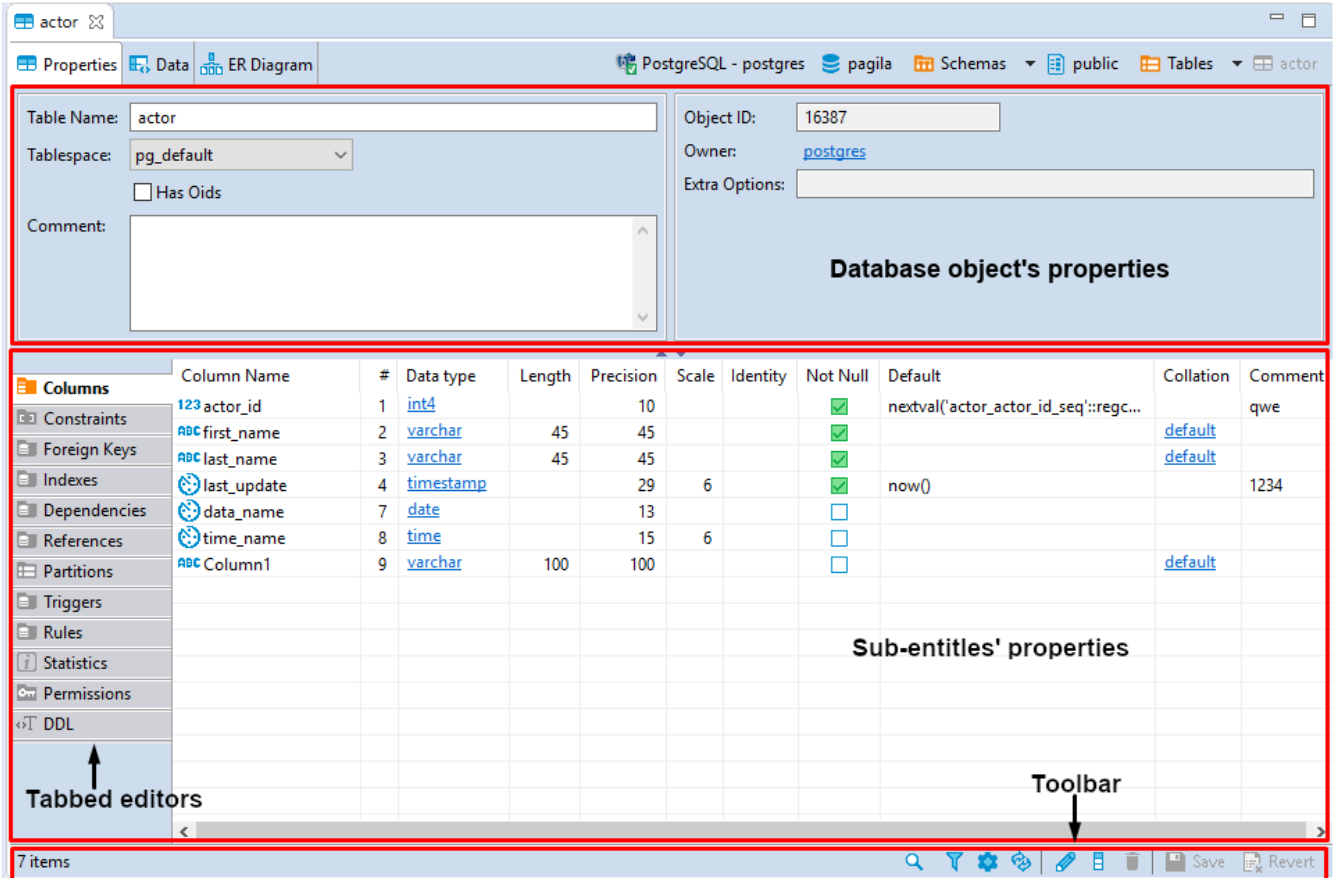 actor
Properties Data ER Diagram PostgreSQL - postgres pagila Schemas public Tables actor
Table Name: actor
Tablespace: pg_default
Has Oids
Comment:
Object ID: 16387
Owner: postgres
Extra Options:
Database object's properties
Columns
Constraints
Foreign Keys
Indexes
Dependencies
References
Partitions
Triggers
Rules
Statistics
Permissions
DDL
Tabbed editors
Column Name # Data type Length Precision Scale Identity Not Null Default Collation Comment
123 actor_id 1 int4 10 nextval('actor_actor_id_seq'::regc... qwe
ABC first_name 2 varchar 45 45 default
ABC last_name 3 varchar 45 45 default
last_update 4 timestamp 29 6 now() 1234
data_name 7 date 13
time_name 8 time 15 6
ABC Column1 9 varchar 100 100 default
Sub-entitles' properties
Toolbar
7 items Save Revert